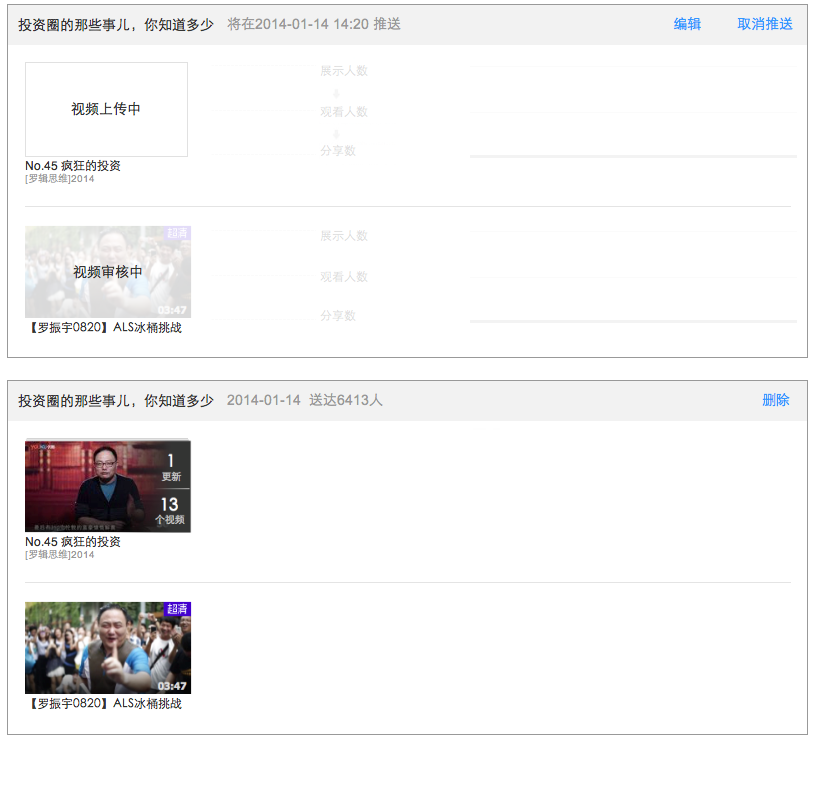 投资圈的那些事儿，你知道多少 将在2014-01-14 14:20 推送 编辑 取消推送
视频上传中
展示人数
观看人数
分享数
No.45 疯狂的投资
[罗辑思维]2014
超清
视频审核中
03:47
展示人数
观看人数
分享数
【罗振宇0820】ALS冰桶挑战
投资圈的那些事儿，你知道多少 2014-01-14 送达6413人 删除
1
更新
13
个视频
No.45 疯狂的投资
[罗辑思维]2014
超清
03:47
【罗振宇0820】ALS冰桶挑战